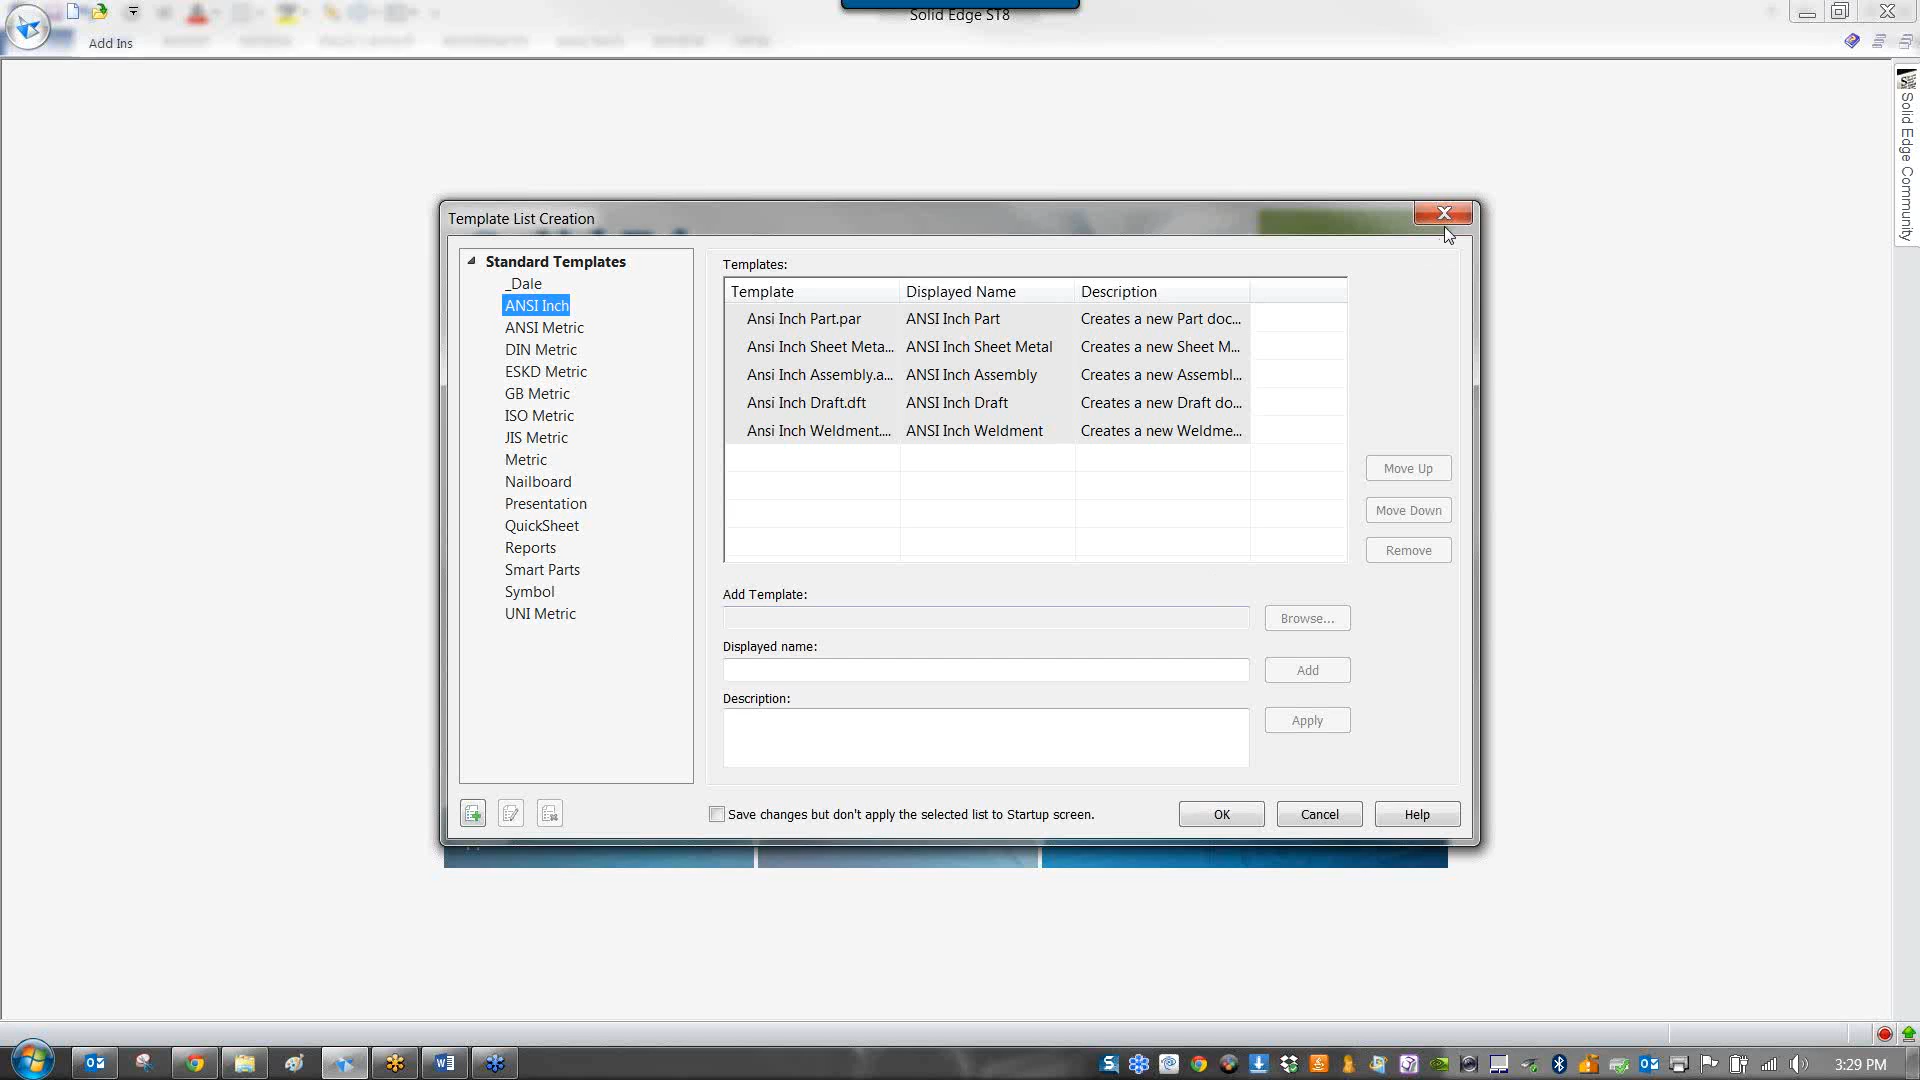 Solid Edge ST8
Add Ins
Solid Edge Community
Template List Creation
Standard Templates
_Dale
ANSI Inch
ANSI Metric
DIN Metric
ESKD Metric
GB Metric
ISO Metric
JIS Metric
Metric
Nailboard
Presentation
QuickSheet
Reports
Smart Parts
Symbol
UNI Metric
Templates:
Template Displayed Name Description
Ansi Inch Part.par ANSI Inch Part Creates a new Part doc...
Ansi Inch Sheet Meta... ANSI Inch Sheet Metal Creates a new Sheet M...
Ansi Inch Assembly.a... ANSI Inch Assembly Creates a new Assembl...
Ansi Inch Draft.dft ANSI Inch Draft Creates a new Draft do...
Ansi Inch Weldment.... ANSI Inch Weldment Creates a new Weldme...
Move Up
Move Down
Remove
Add Template:
Browse...
Displayed name:
Add
Description:
Apply
Save changes but don't apply the selected list to Startup screen.
OK Cancel Help
3:29 PM